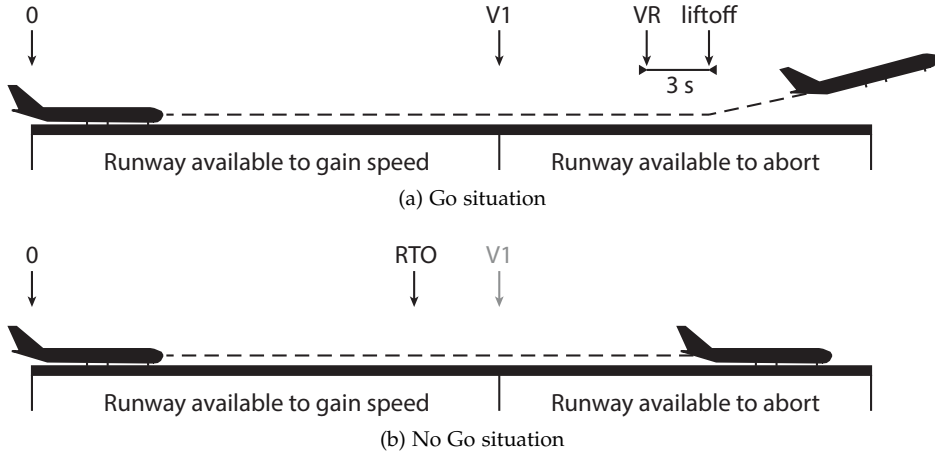 0 V1 VR liftoff
3 s
Runway available to gain speed Runway available to abort
(a) Go situation
0 RTO V1
Runway available to gain speed Runway available to abort
(b) No Go situation